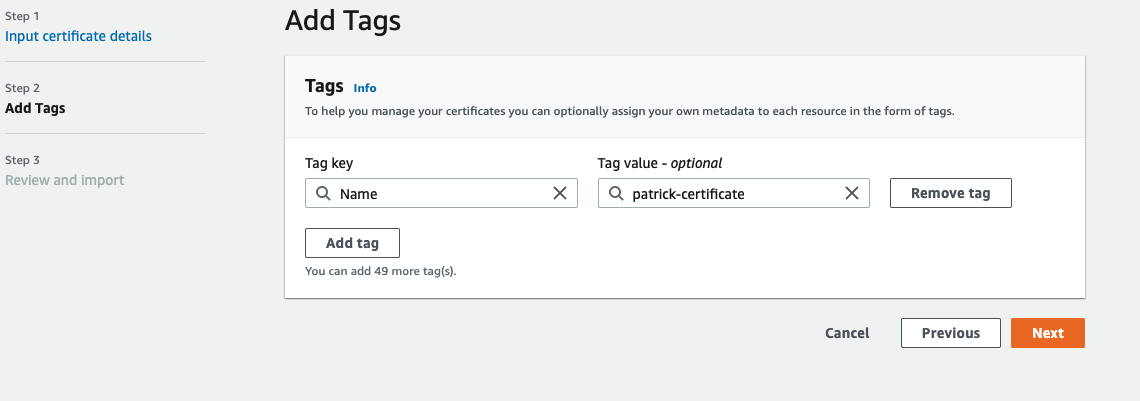 Step 1
Input certificate details
Step 2
Add Tags
Step 3
Review and import
Add Tags
Tags Info
To help you manage your certificates you can optionally assign your own metadata to each resource in the form of tags.
Tag key
Tag value - optional
Name
patrick-certificate
Remove tag
Add tag
You can add 49 more tag(s).
Cancel
Previous
Next